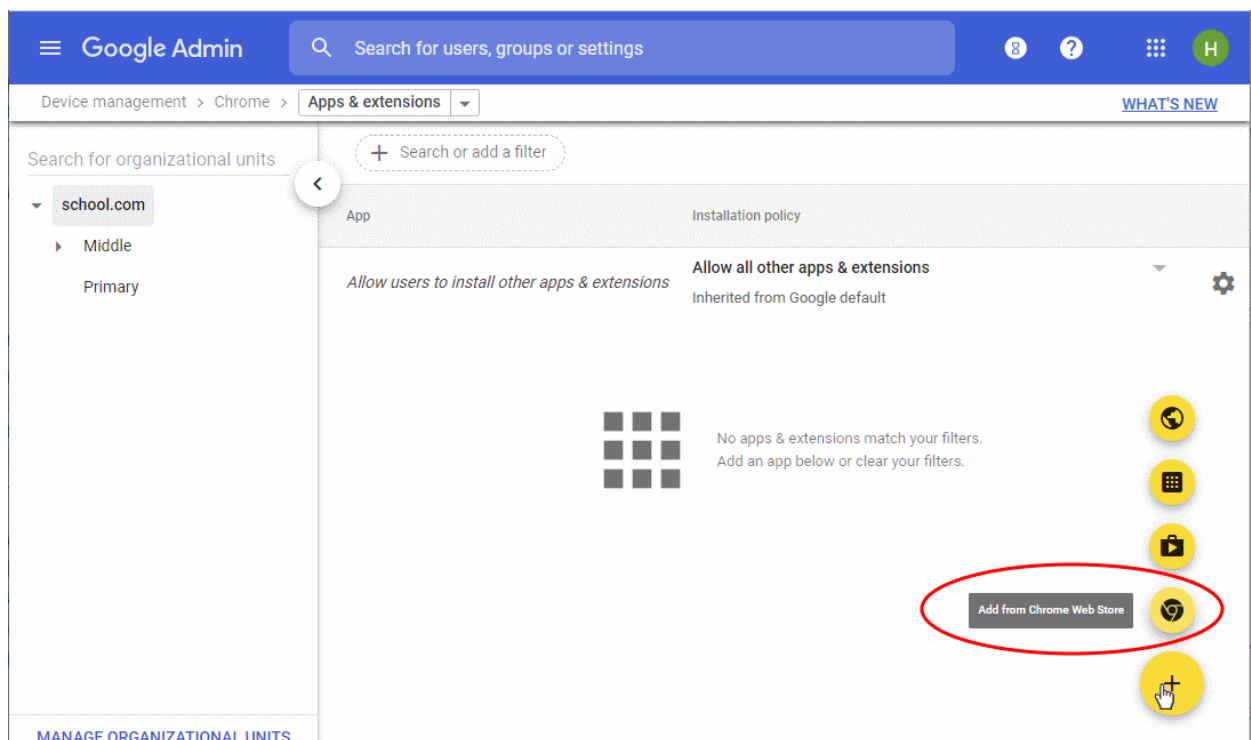 Google Admin
Search for users, groups or settings
8
?
H
Device management > Chrome > Apps & extensions
WHAT'S NEW
Search for organizational units
school.com
Middle
Primary
MANAGE ORGANIZATIONAL UNITS
+ Search or add a filter
App Installation policy
Allow users to install other apps & extensions
Allow all other apps & extensions
Inherited from Google default
No apps & extensions match your filters.
Add an app below or clear your filters.
Add from Chrome Web Store